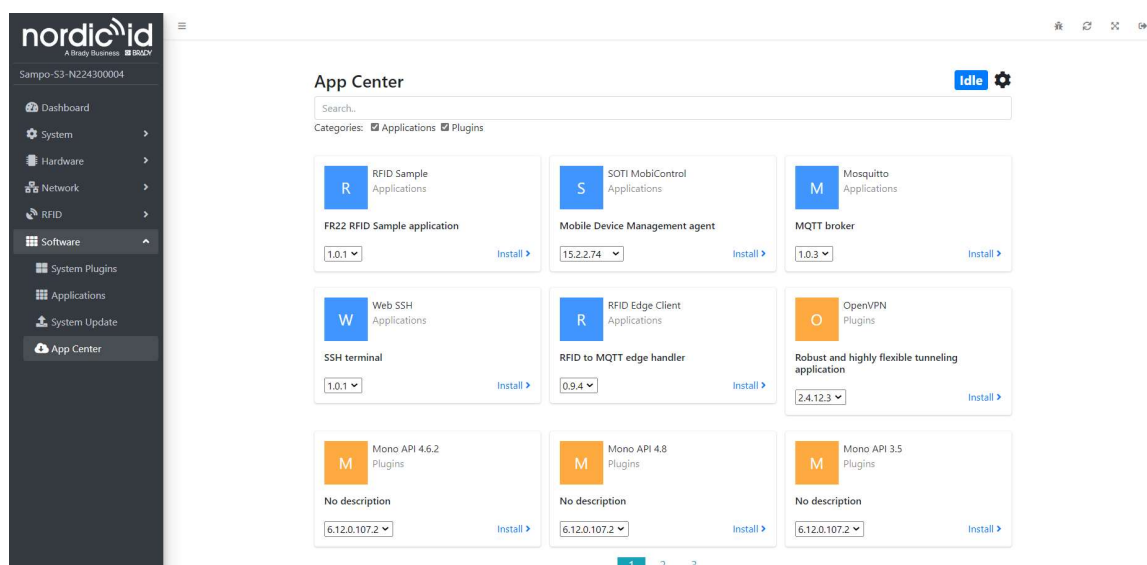 nordic id
A Brady Business BRADY
Sampo-S3-N224300004
Dashboard
System
Hardware
Network
RFID
Software
System Plugins
Applications
System Update
App Center
App Center
Idle
Search..
Categories: Applications Plugins
R
RFID Sample
Applications
FR22 RFID Sample application
1.0.1
Install
S
SOTI MobiControl
Applications
Mobile Device Management agent
15.2.2.74
Install
M
Mosquitto
Applications
MQTT broker
1.0.3
Install
W
Web SSH
Applications
SSH terminal
1.0.1
Install
R
RFID Edge Client
Applications
RFID to MQTT edge handler
0.9.4
Install
O
OpenVPN
Plugins
Robust and highly flexible tunneling
application
2.4.12.3
Install
M
Mono API 4.6.2
Plugins
No description
6.12.0.107.2
Install
M
Mono API 4.8
Plugins
No description
6.12.0.107.2
Install
M
Mono API 3.5
Plugins
No description
6.12.0.107.2
Install
1 2 3